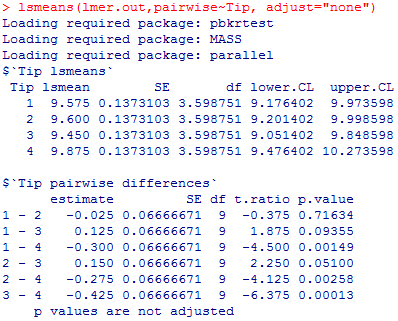 > lsmeans(lmer.out,pairwise~Tip, adjust="none")
Loading required package: pbkrtest
Loading required package: MASS
Loading required package: parallel
$`Tip lsmeans`
 Tip lsmean        SE       df lower.CL  upper.CL
   1  9.575 0.1373103 3.598751 9.176402  9.973598
   2  9.600 0.1373103 3.598751 9.201402  9.998598
   3  9.450 0.1373103 3.598751 9.051402  9.848598
   4  9.875 0.1373103 3.598751 9.476402 10.273598
$`Tip pairwise differences`
      estimate         SE df t.ratio p.value
1 - 2   -0.025 0.06666671  9  -0.375 0.71634
1 - 3    0.125 0.06666671  9   1.875 0.09355
1 - 4   -0.300 0.06666671  9  -4.500 0.00149
2 - 3    0.150 0.06666671  9   2.250 0.05100
2 - 4   -0.275 0.06666671  9  -4.125 0.00258
3 - 4   -0.425 0.06666671  9  -6.375 0.00013
    p values are not adjusted